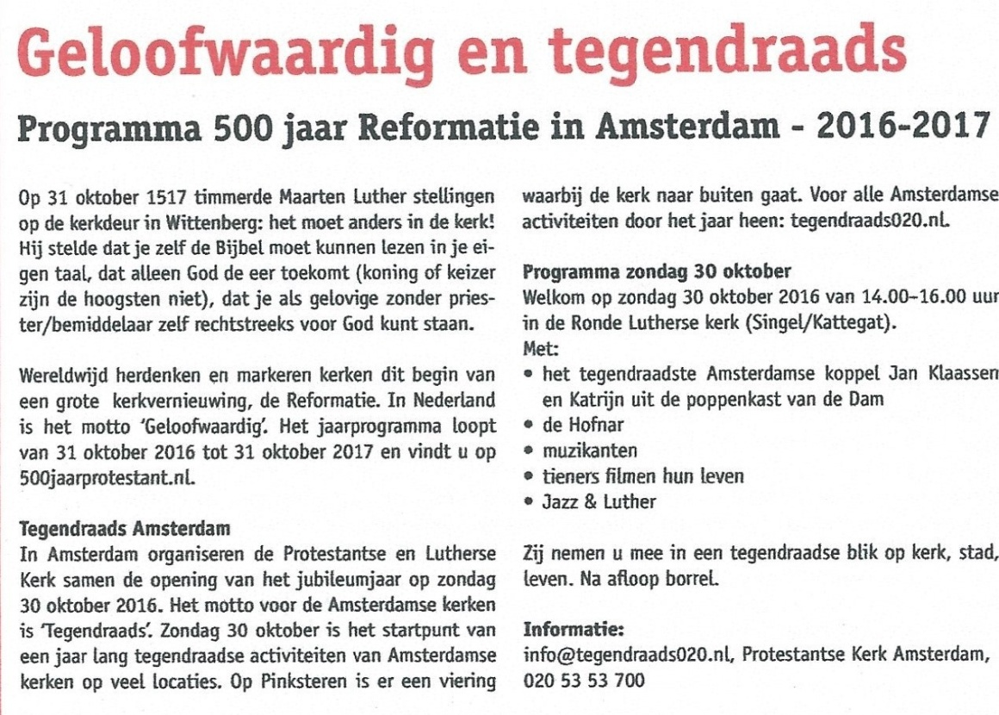 Geloofwaardig en tegendraads
Programma 500 jaar Reformatie in Amsterdam - 2016-2017
Op 31 oktober 1517 timmerde Maarten Luther stellingen
op de kerkdeur in Wittenberg: het moet anders in de kerk!
Hij stelde dat je zelf de Bijbel moet kunnen lezen in je ei-
gen taal, dat alleen God de eer toekomt (koning of keizer
zijn de hoogsten niet), dat je als gelovige zonder pries-
ter/bemiddelaar zelf rechtstreeks voor God kunt staan.

Wereldwijd herdenken en markeren kerken dit begin van
een grote kerkvernieuwing, de Reformatie. In Nederland
is het motto ‘Geloofwaardig’. Het jaarprogramma loopt
van 31 oktober 2016 tot 31 oktober 2017 en vindt u op
500jaarprotestant.nl.

Tegendraads Amsterdam
In Amsterdam organiseren de Protestantse en Lutherse
Kerk samen de opening van het jubileumjaar op zondag
30 oktober 2016. Het motto voor de Amsterdamse kerken
is ‘Tegendraads’. Zondag 30 oktober is het startpunt van
een jaar lang tegendraadse activiteiten van Amsterdamse
kerken op veel locaties. Op Pinksteren is er een viering
waarbij de kerk naar buiten gaat. Voor alle Amsterdamse
activiteiten door het jaar heen: tegendraads020.nl.

Programma zondag 30 oktober
Welkom op zondag 30 oktober 2016 van 14.00-16.00 uur
in de Ronde Lutherse kerk (Singel/Kattegat).
Met:
• het tegendraadste Amsterdamse koppel Jan Klaassen
en Katrijn uit de poppenkast van de Dam
• de Hofnar
• muzikanten
• tieners filmen hun leven
• Jazz & Luther

Zij nemen u mee in een tegendraadse blik op kerk, stad,
leven. Na afloop borrel.

Informatie:
info@tegendraads020.nl, Protestantse Kerk Amsterdam,
020 53 53 700